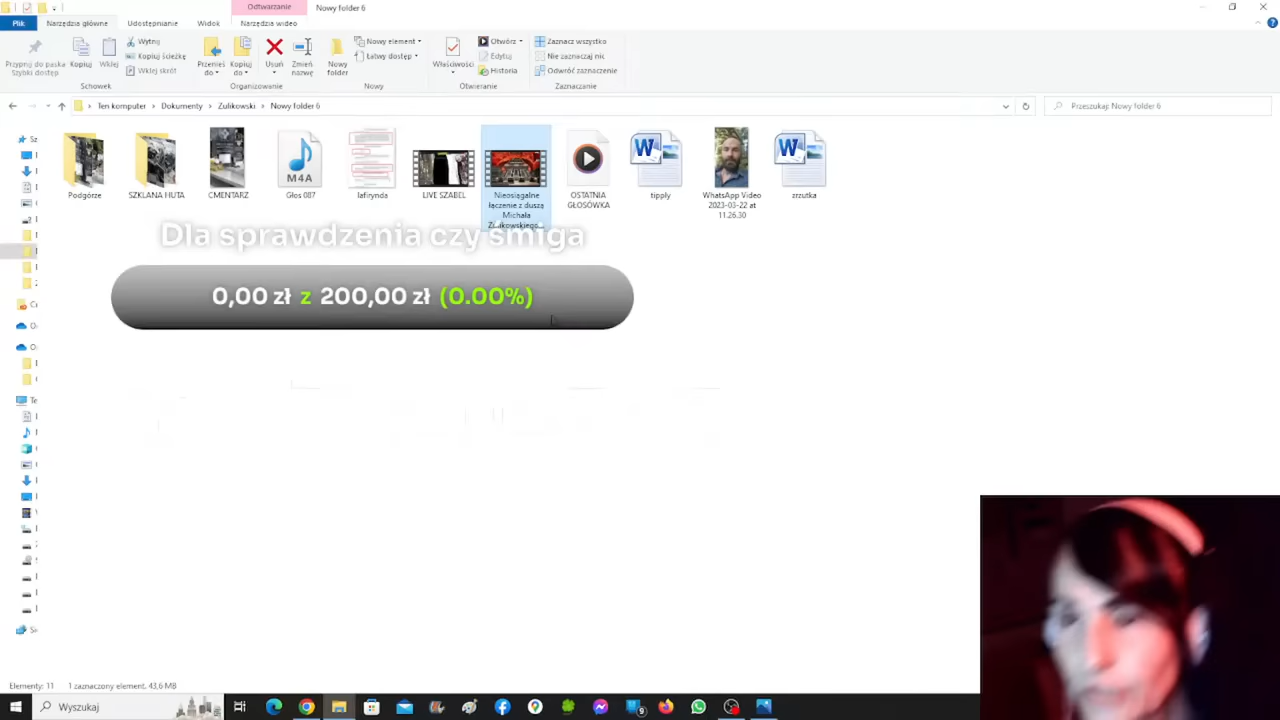 Odtwarzanie
Nowy folder 6
Plik
Narzędzia główne
Udostępnianie
Widok
Narzędzia wideo
Przypnij do paska
Szybki dostęp
Kopiuj
Wklej
Wytnij
Kopiuj ścieżkę
Wklej skrót
Schowek
Przenieś
do
Kopiuj
do
Usuń
Zmień
nazwę
Organizowanie
Nowy
folder
Nowy element
Łatwy dostęp
Nowy
Właściwości
Otwórz
Edytuj
Historia
Otwieranie
Zaznacz wszystko
Nie zaznaczaj nic
Odwróć zaznaczenie
Zaznaczanie
Ten komputer
Dokumenty
Żulikowski
Nowy folder 6
Przeszukaj: Nowy folder 6
Podgórze
SZKLANA HUTA
CMENTARZ
M4A
Głos 087
lafirynda
LIVE SZABEL
Nieosiągalne
łączenie z duszą
Michała
OSTATNIA
GŁOSÓWKA
W
tipply
WhatsApp Video
2023-03-22 at
11.26.30
W
zrzutka
Dla sprawdzenia czy śmiga
0,00 zł z 200,00 zł (0.00%)
Elementy: 11
1 zaznaczony element. 43,6 MB
Wyszukaj